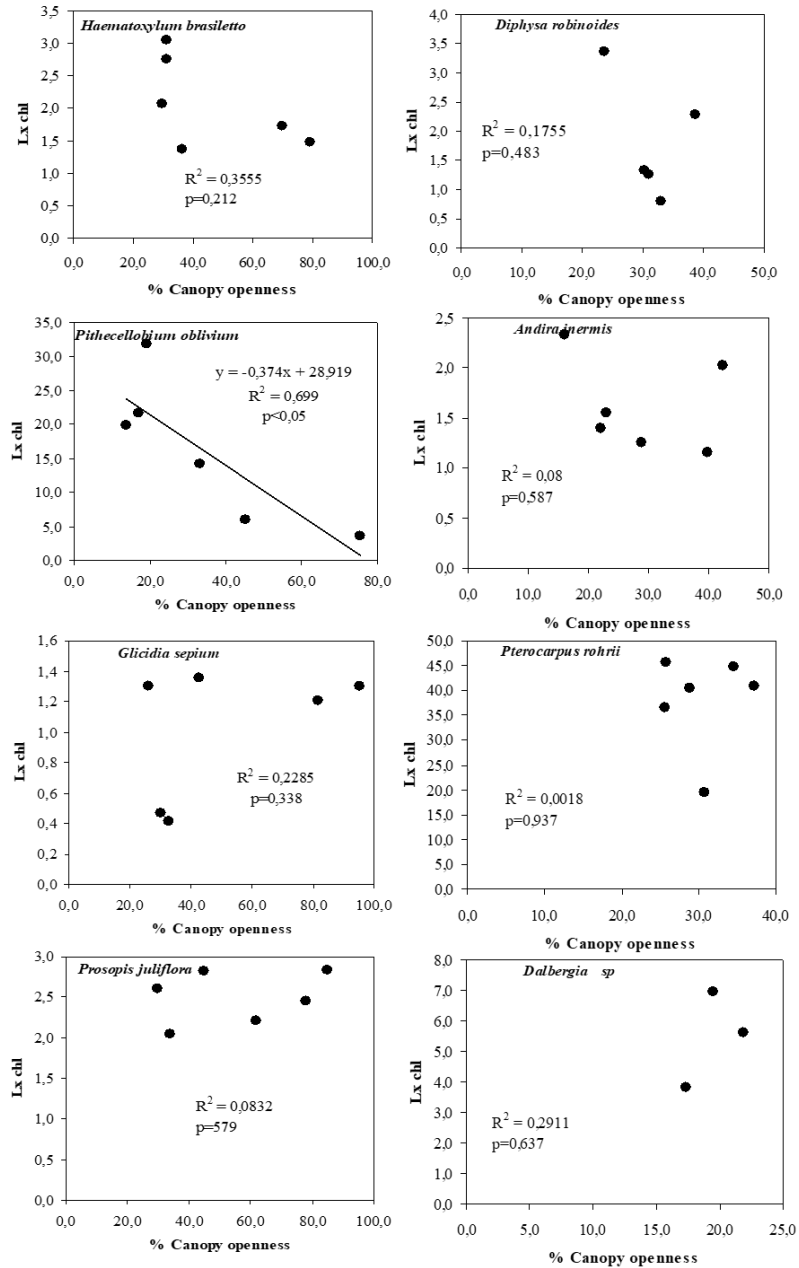 Haematoxylum brasiletto
Lx chl
3,5
3,0
2,5
2,0
1,5
1,0
0,5
0,0
R2 = 0,3555
p=0,212
0,0 20,0 40,0 60,0 80,0 100,0
% Canopy openness
Diphysa robinoides
Lx chl
4,0
3,5
3,0
2,5
2,0
1,5
1,0
0,5
0,0
R2 = 0,1755
p=0,483
0,0 10,0 20,0 30,0 40,0 50,0
% Canopy openness
Pithecellobium oblivium
Lx chl
35,0
30,0
25,0
20,0
15,0
10,0
5,0
0,0
y = -0,374x + 28,919
R2 = 0,699
p<0,05
0,0 20,0 40,0 60,0 80,0
% Canopy openness
Andira inermis
Lx chl
2,5
2,0
1,5
1,0
0,5
0,0
R2 = 0,08
p=0,587
0,0 10,0 20,0 30,0 40,0 50,0
% Canopy openness
Glicidia sepium
Lx chl
1,6
1,4
1,2
1,0
0,8
0,6
0,4
0,2
0,0
R2 = 0,2285
p=0,338
0,0 20,0 40,0 60,0 80,0 100,0
% Canopy openness
Pterocarpus rohrii
Lx chl
50,0
45,0
40,0
35,0
30,0
25,0
20,0
15,0
10,0
5,0
0,0
R2 = 0,0018
p=0,937
0,0 10,0 20,0 30,0 40,0
% Canopy openness
Prosopis juliflora
Lx chl
3,0
2,5
2,0
1,5
1,0
0,5
0,0
R2 = 0,0832
p=579
0,0 20,0 40,0 60,0 80,0 100,0
% Canopy openness
Dalbergia sp
Lx chl
8,0
7,0
6,0
5,0
4,0
3,0
2,0
1,0
0,0
R2 = 0,2911
p=0,637
0,0 5,0 10,0 15,0 20,0 25,0
% Canopy openness